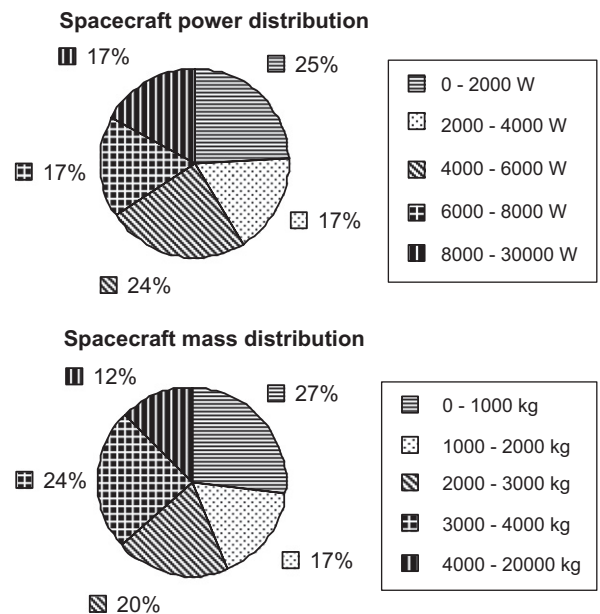 Spacecraft power distribution
17%
25%
17%
17%
24%
0 - 2000 W
2000 - 4000 W
4000 - 6000 W
6000 - 8000 W
8000 - 30000 W
Spacecraft mass distribution
12%
27%
24%
17%
20%
0 - 1000 kg
1000 - 2000 kg
2000 - 3000 kg
3000 - 4000 kg
4000 - 20000 kg